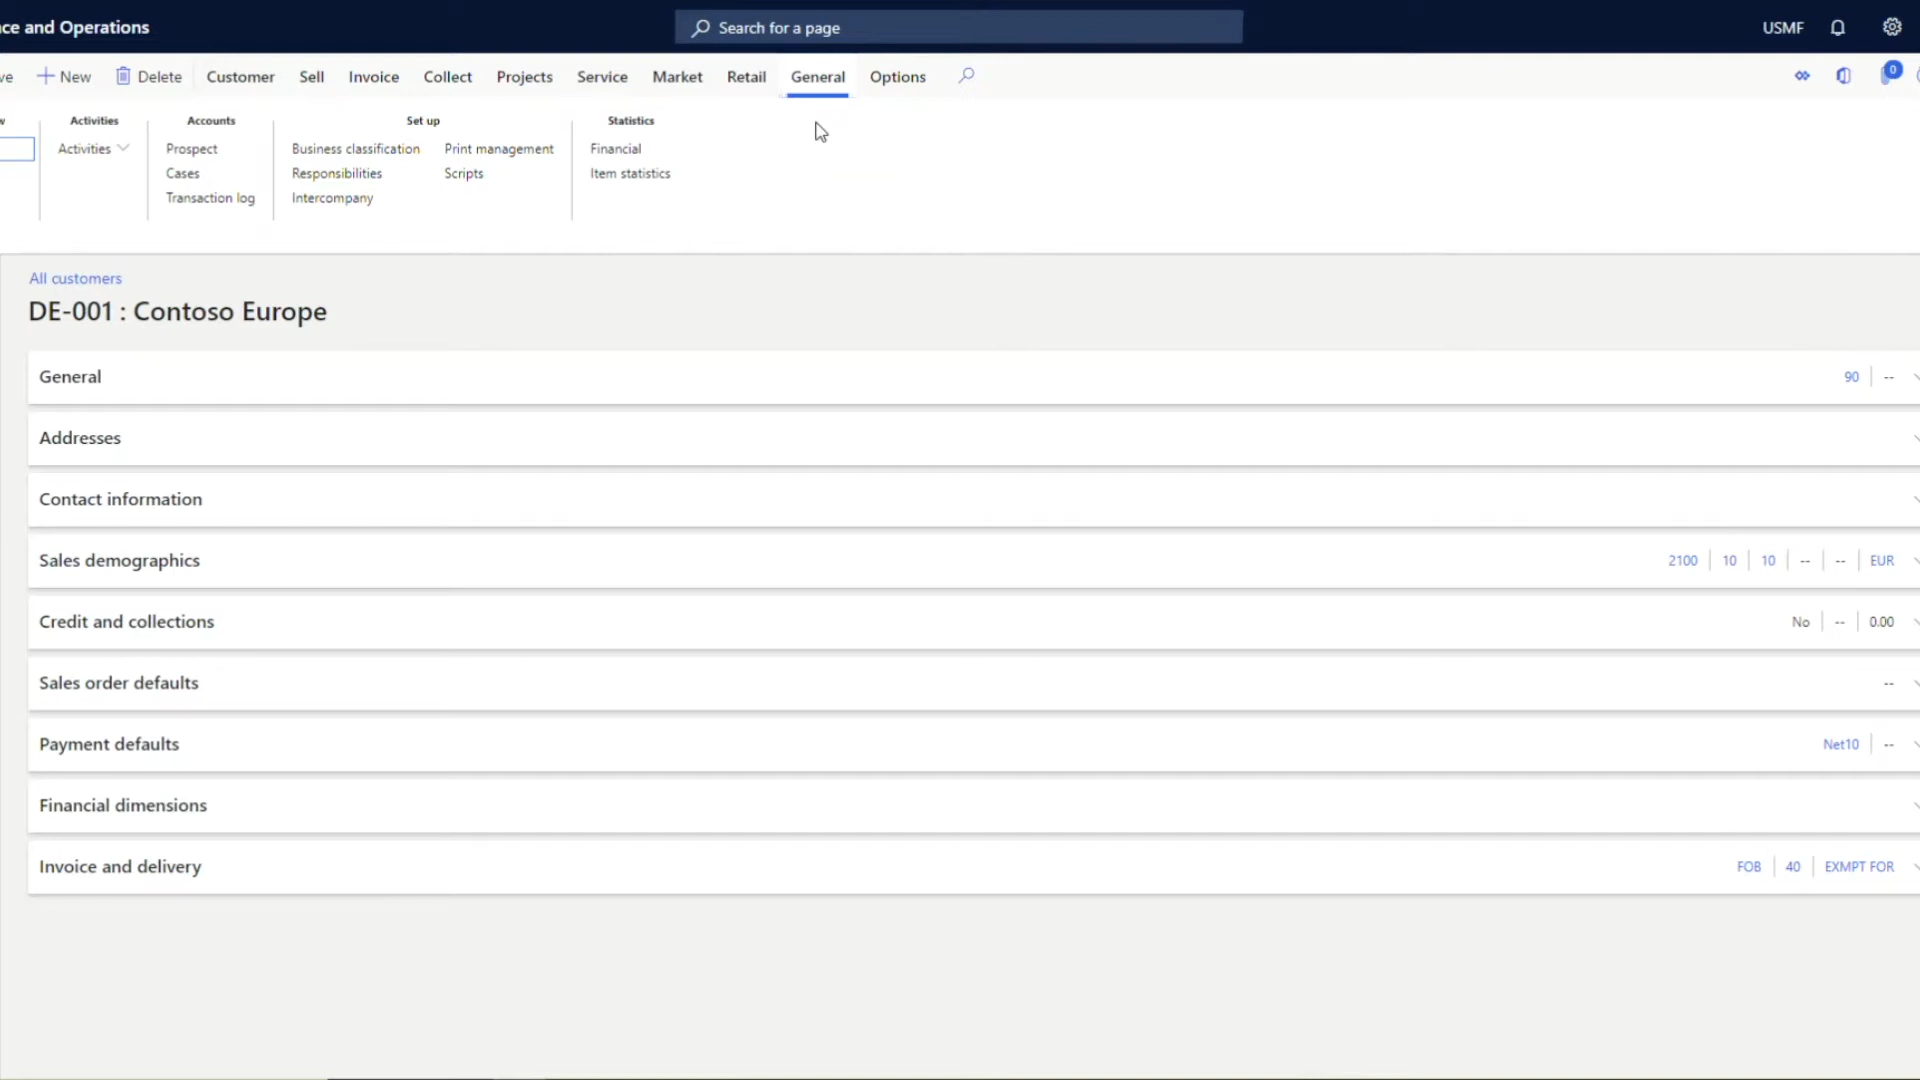 ce and Operations
Search for a page
USMF
ve
New
Delete
Customer
Sell
Invoice
Collect
Projects
Service
Market
Retail
General
Options
0
w
Activities
Activities
Accounts
Prospect
Cases
Transaction log
Set up
Business classification
Print management
Responsibilities
Scripts
Intercompany
Statistics
Financial
Item statistics
All customers
DE-001 : Contoso Europe
General
90 | --
Addresses
Contact information
Sales demographics
2100 | 10 | 10 | -- | -- | EUR
Credit and collections
No | -- | 0.00
Sales order defaults
--
Payment defaults
Net10 | --
Financial dimensions
Invoice and delivery
FOB | 40 | EXMPT FOR